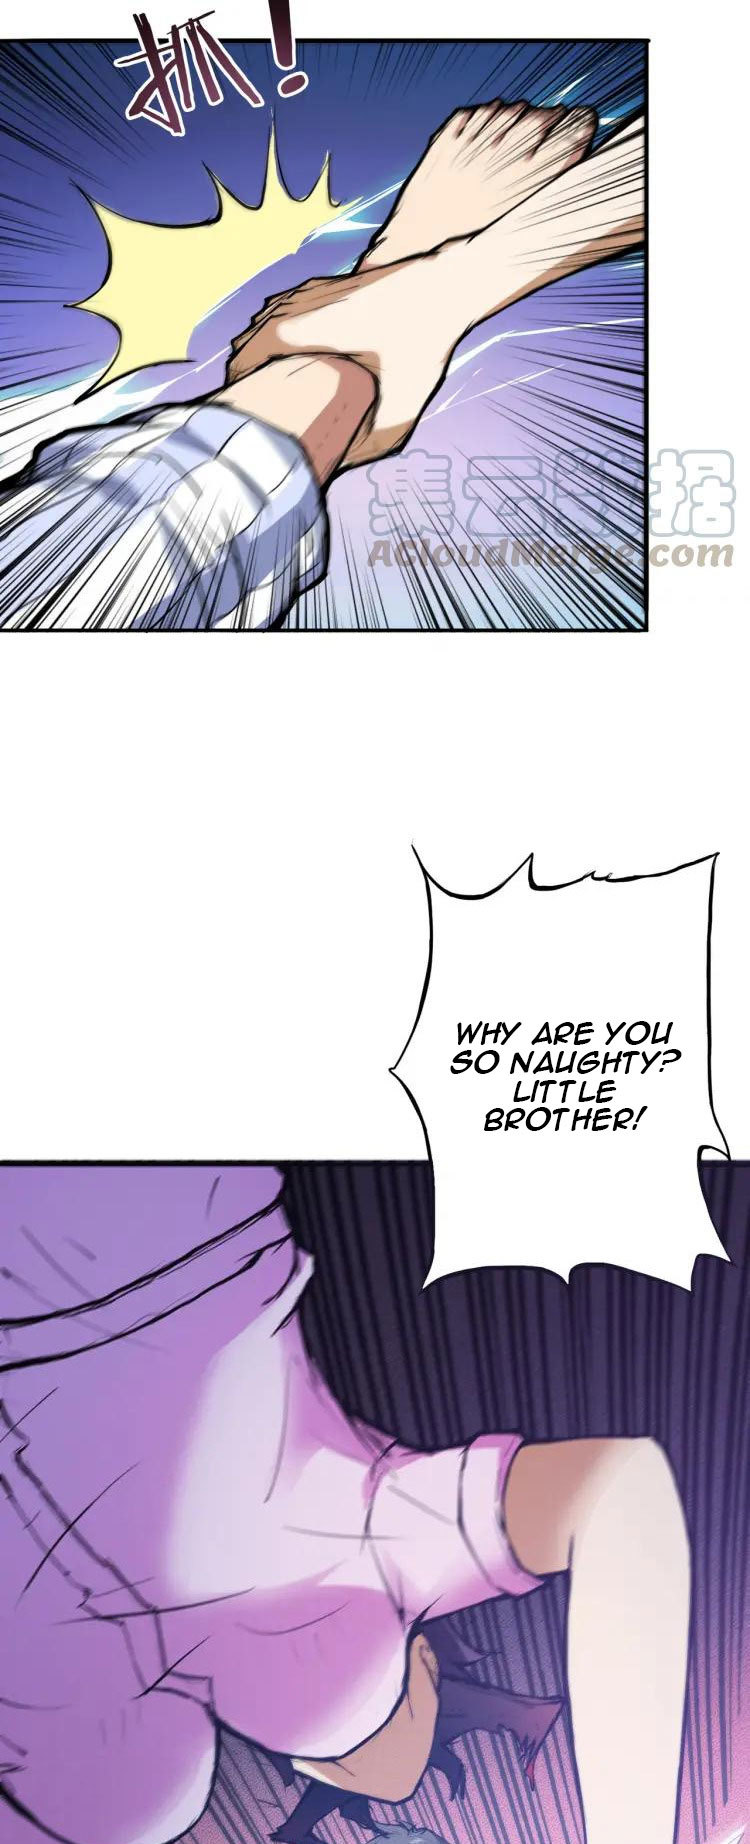 抓！
集云数据
ACloudMerge.com
WHY ARE YOU
SO NAUGHTY?
LITTLE
BROTHER!